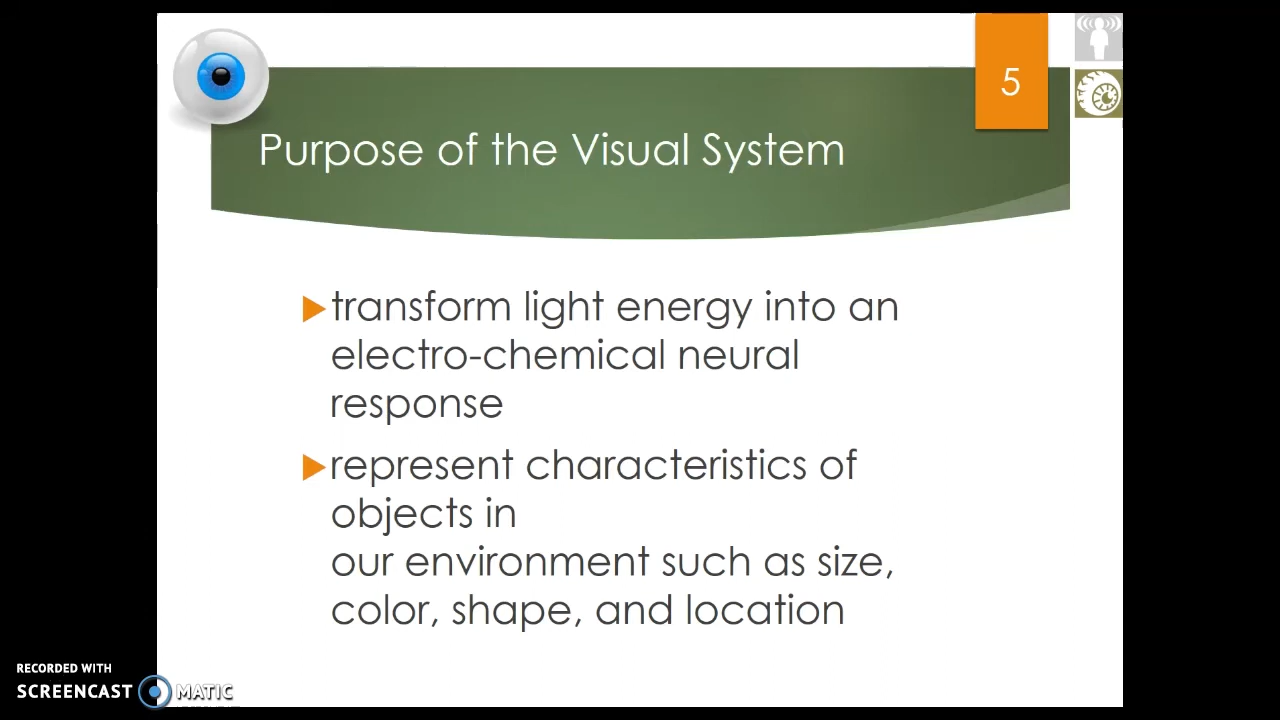 5
Purpose of the Visual System
transform light energy into an
electro-chemical neural
response
represent characteristics of
objects in
our environment such as size,
color, shape, and location
RECORDED WITH
SCREENCAST MATIC